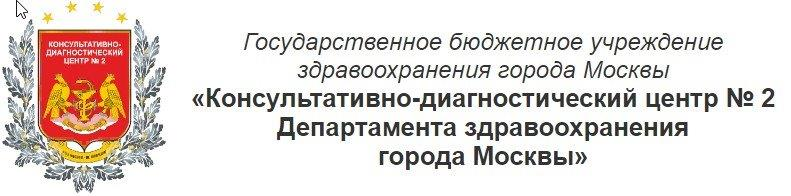 КОНСУЛЬТАТИВНО-
ДИАГНОСТИЧЕСКИЙ
ЦЕНТР № 2
Государственное бюджетное учреждение
здравоохранения города Москвы
«Консультативно-диагностический центр № 2
Департамента здравоохранения
города Москвы»